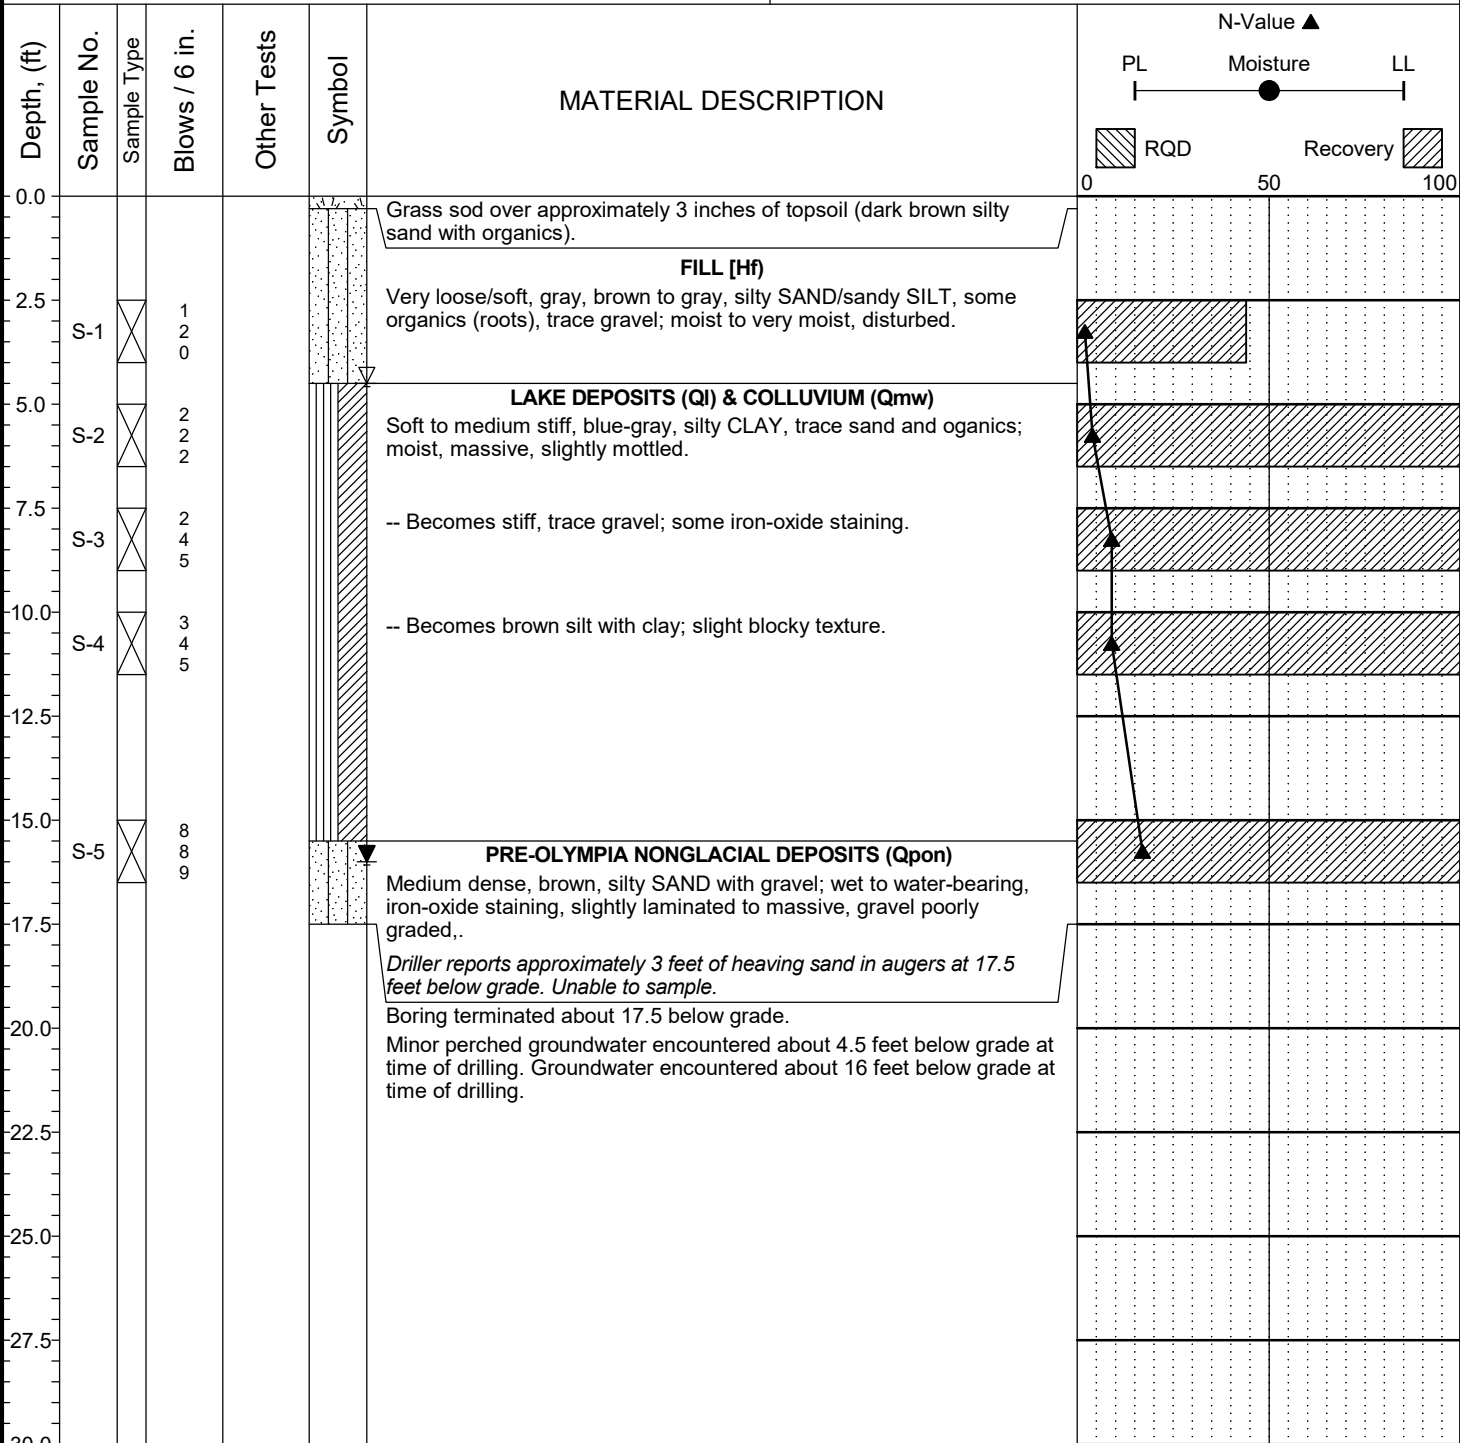 Depth, (ft)
Sample No.
Sample Type
Blows / 6 in.
Other Tests
Symbol
MATERIAL DESCRIPTION
N-Value ▲
PL Moisture LL
RQD Recovery
0 50 100
0.0
Grass sod over approximately 3 inches of topsoil (dark brown silty
sand with organics).
FILL [Hf)
2.5
Very loose/soft, gray, brown to gray, silty SAND/sandy SILT, some
organics (roots), trace gravel; moist to very moist, disturbed.
S-1
1
2
0
LAKE DEPOSITS (Ql) & COLLUVIUM (Qmw)
5.0
Soft to medium stiff, blue-gray, silty CLAY, trace sand and oganics;
moist, massive, slightly mottled.
S-2
2
2
2
7.5
-- Becomes stiff, trace gravel; some iron-oxide staining.
S-3
2
4
5
10.0
-- Becomes brown silt with clay; slight blocky texture.
S-4
3
4
5
12.5
15.0
S-5
8
8
9
PRE-OLYMPIA NONGLACIAL DEPOSITS (Qpon)
Medium dense, brown, silty SAND with gravel; wet to water-bearing,
iron-oxide staining, slightly laminated to massive, gravel poorly
graded,.
17.5
Driller reports approximately 3 feet of heaving sand in augers at 17.5
feet below grade. Unable to sample.
Boring terminated about 17.5 below grade.
20.0
Minor perched groundwater encountered about 4.5 feet below grade at
time of drilling. Groundwater encountered about 16 feet below grade at
time of drilling.
22.5
25.0
27.5
30.0